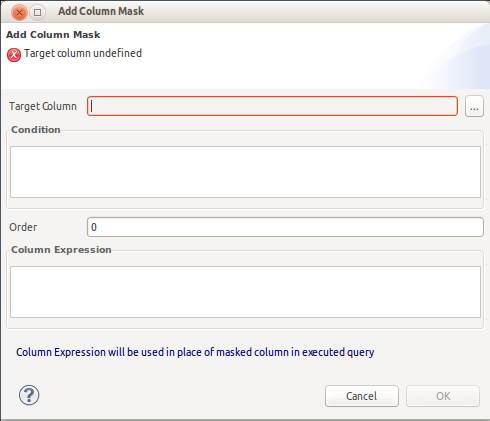 Add Column Mask
Add Column Mask
Target column undefined
Target Column
...
Condition
Order
0
Column Expression
Column Expression will be used in place of masked column in executed query
?
Cancel
OK